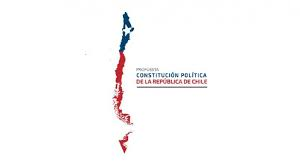 PROPUESTA
CONSTITUCIÓN POLÍTICA
DE LA REPÚBLICA DE CHILE